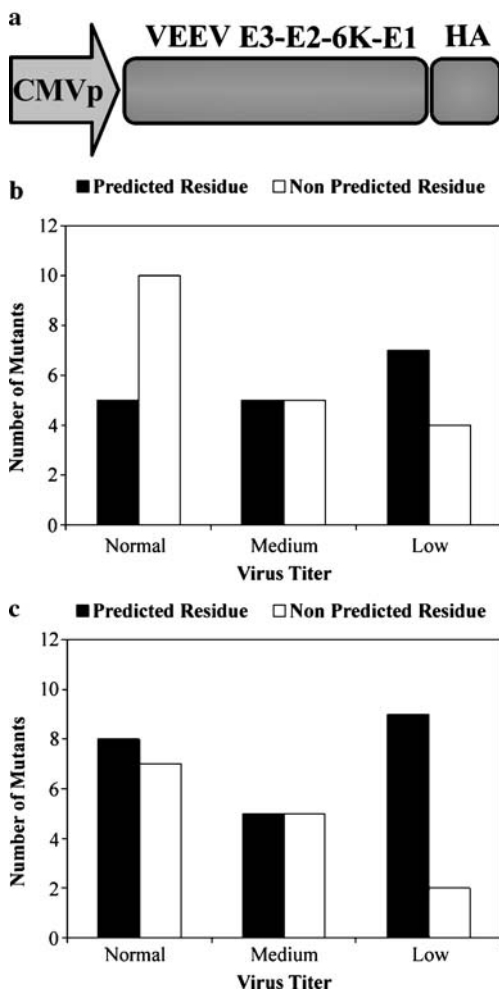 a
VEEV E3-E2-6K-E1 HA
CMVp
b
Predicted Residue Non Predicted Residue
12
10
8
6
4
2
0
Number of Mutants
Normal Medium Low
Virus Titer
c
Predicted Residue Non Predicted Residue
12
10
8
6
4
2
0
Number of Mutants
Normal Medium Low
Virus Titer